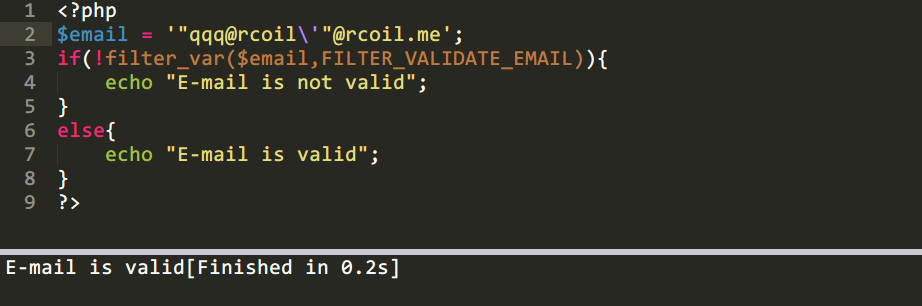 1 <?php
2 $email = '"qqq@rcoil\'"@rcoil.me';
3 if(!filter_var($email,FILTER_VALIDATE_EMAIL)){
4     echo "E-mail is not valid";
5 }
6 else{
7     echo "E-mail is valid";
8 }
9 ?>
E-mail is valid[Finished in 0.2s]